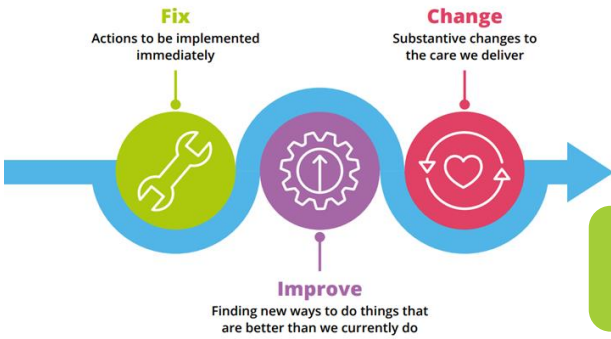 Fix
Actions to be implemented
immediately
Change
Substantive changes to
the care we deliver
Improve
Finding new ways to do things that
are better than we currently do